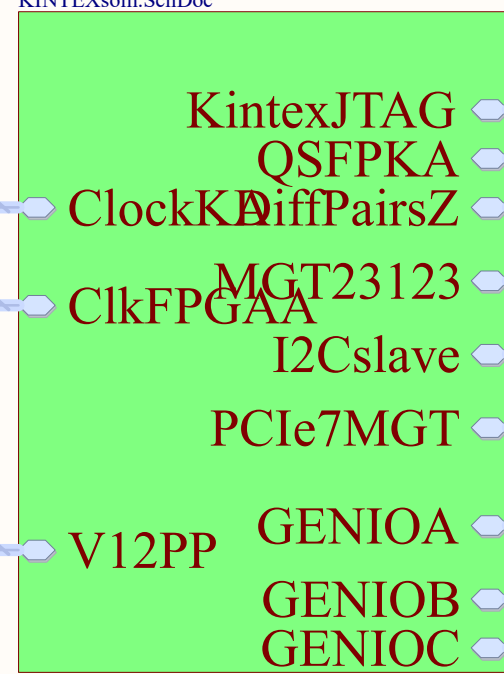 KINTEXsom.SchDoc
KintexJTAG
QSFPKA
ClockKA DiffPairsZ
MGT23123
ClkFPGAA
I2Cslave
PCIe7MGT
GENIOA
V12PP
GENIOB
GENIOC